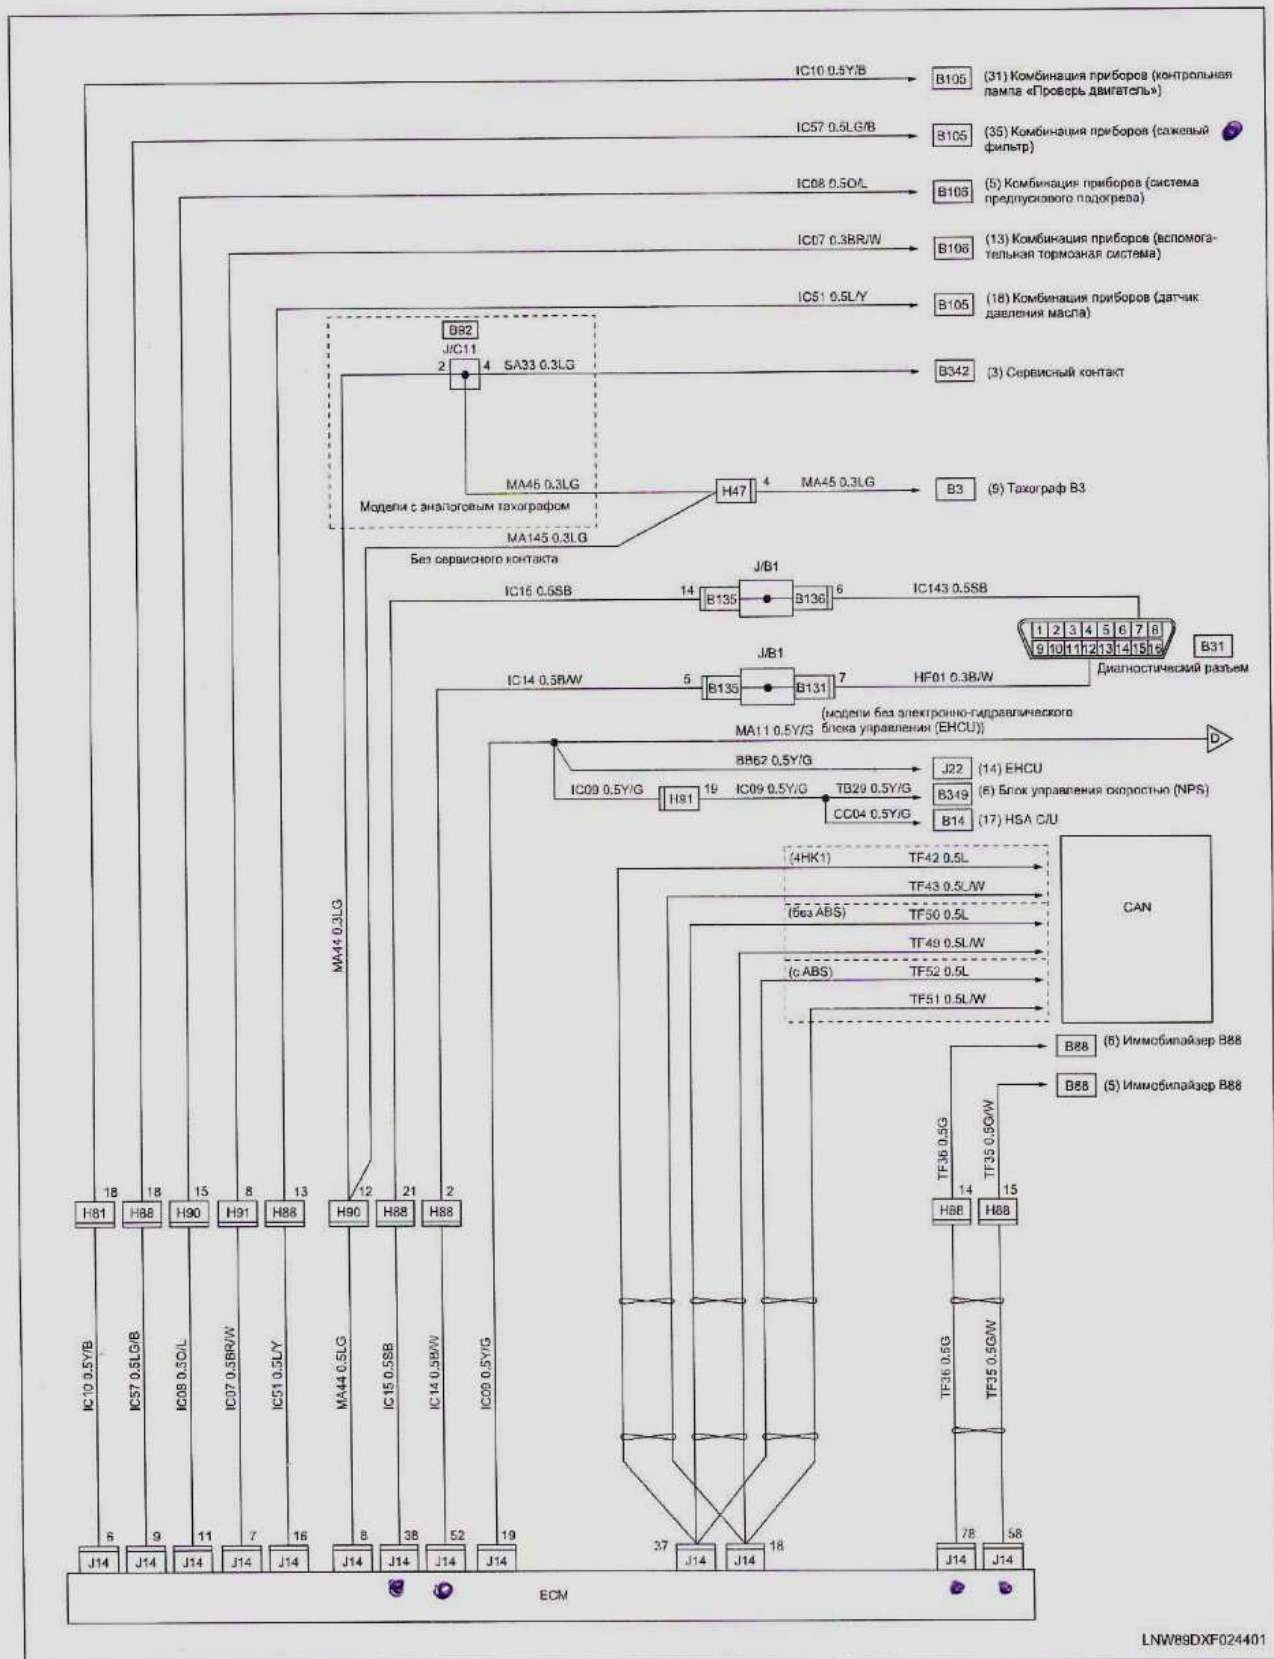 IC10 0.5Y/B
B105
(31) Комбинация приборов (контрольная
лампа «Проверь двигатель»)
IC57 0.5LG/B
B105
(35) Комбинация приборов (сажевый
фильтр)
IC08 0.5O/L
B106
(5) Комбинация приборов (система
предпускового подогрева)
IC07 0.3BR/W
B106
(13) Комбинация приборов (вспомога-
тельная тормозная система)
IC51 0.5L/Y
B105
(18) Комбинация приборов (датчик
давления масла)
B92
J/C11
2
4
SA33 0.3LG
B342
(3) Сервисный контакт
MA45 0.3LG
H47
4
MA45 0.3LG
B3
(9) Тахограф B3
Модели с аналоговым тахографом
MA145 0.3LG
Без сервисного контакта
J/B1
IC15 0.5SB
14
B135
B136
6
IC143 0.5SB
1 2 3 4 5 6 7 8
9 10 11 12 13 14 15 16
B31
Диагностический разъем
J/B1
IC14 0.5B/W
5
B135
B131
7
HF01 0.3B/W
(модели без электронно-гидравлического
блока управления (EHCU))
MA11 0.5Y/G
D
BB62 0.5Y/G
J22
(14) EHCU
IC09 0.5Y/G
H91
19
IC09 0.5Y/G
TB29 0.5Y/G
B349
(6) Блок управления скоростью (NPS)
CC04 0.5Y/G
B14
(17) HSA C/U
(4HK1)
TF42 0.5L
TF43 0.5L/W
(без ABS)
TF50 0.5L
TF49 0.5L/W
(с ABS)
TF52 0.5L
TF51 0.5L/W
CAN
MA44 0.3LG
B88
(6) Иммобилайзер B88
B88
(5) Иммобилайзер B88
TF36 0.5G
TF35 0.5G/W
18
18
15
8
13
12
21
2
14
15
H81
H88
H90
H91
H88
H90
H88
H88
H88
H88
IC10 0.5Y/B
IC57 0.5LG/B
IC08 0.5O/L
IC07 0.5BR/W
IC51 0.5L/Y
MA44 0.5LG
IC15 0.5SB
IC14 0.5B/W
IC09 0.5Y/G
TF36 0.5G
TF35 0.5G/W
6
9
11
7
16
8
38
52
19
37
18
78
58
J14
J14
J14
J14
J14
J14
J14
J14
J14
J14
J14
J14
J14
ECM
LNW89DXF024401